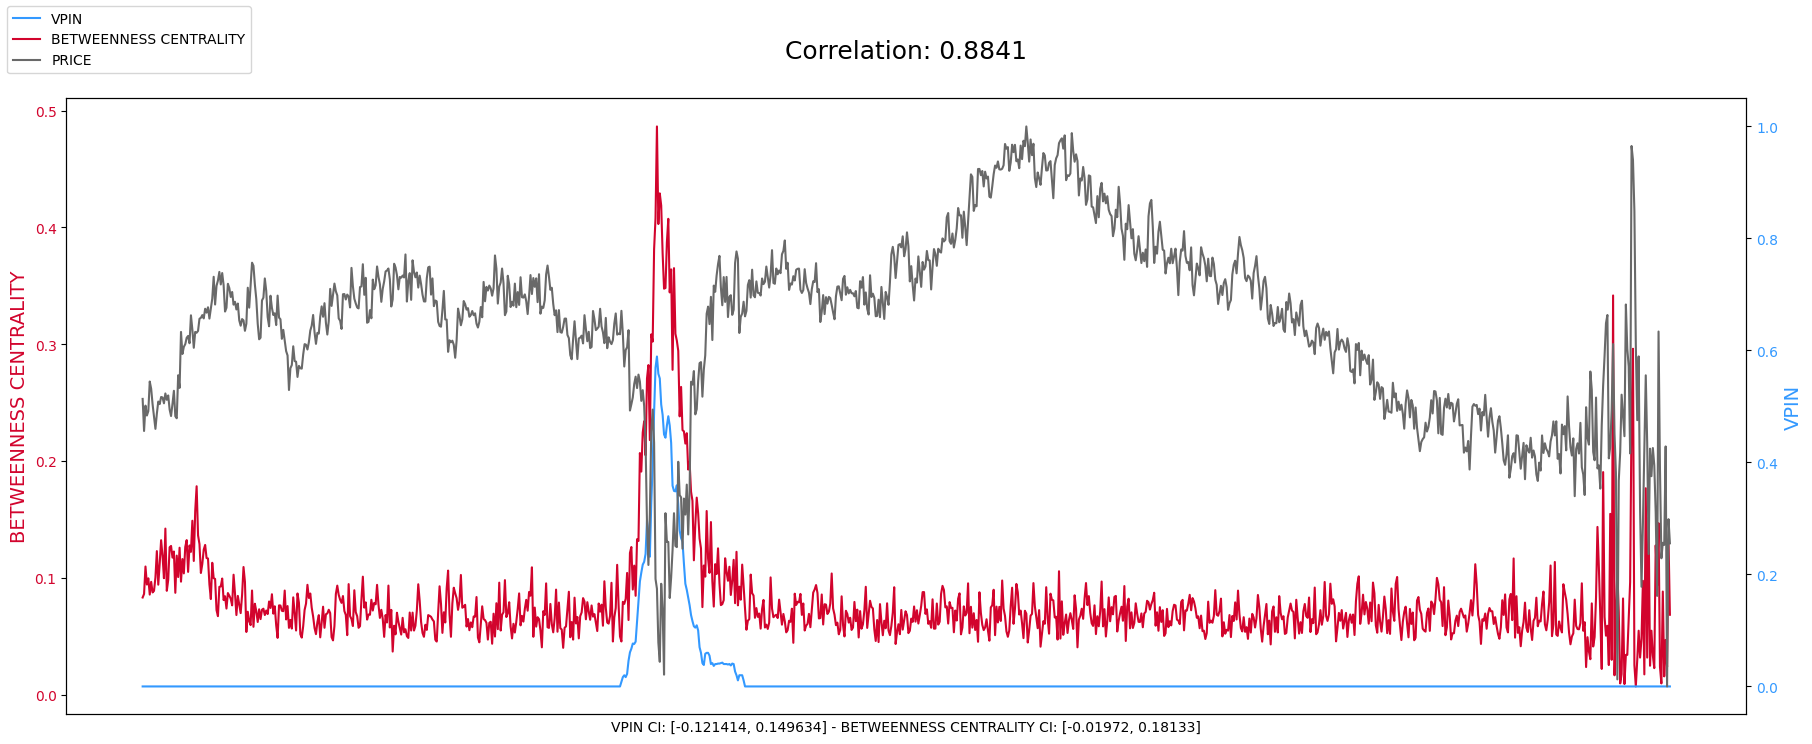 VPIN
BETWEENNESS CENTRALITY
PRICE
Correlation: 0.8841
0.5
0.4
0.3
0.2
0.1
0.0
BETWEENNESS CENTRALITY
1.0
0.8
0.6
0.4
0.2
0.0
VPIN
VPIN CI: [-0.121414, 0.149634] - BETWEENNESS CENTRALITY CI: [-0.01972, 0.18133]